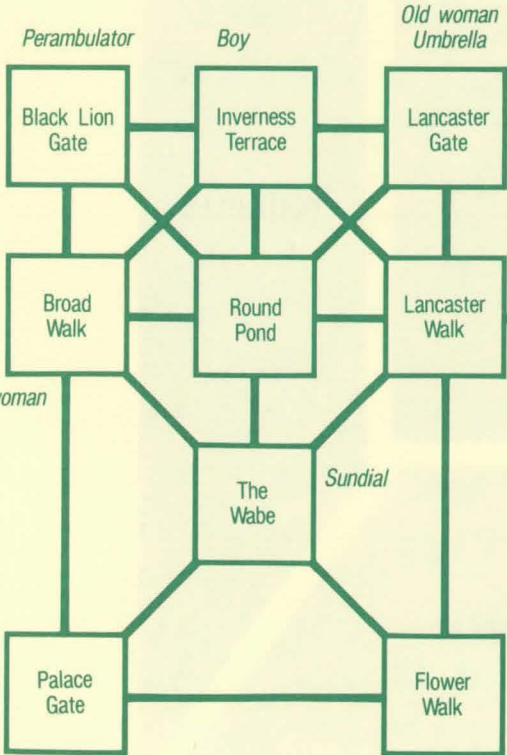 Old woman
Perambulator
Boy
Umbrella
Black Lion
Gate
Inverness
Terrace
Lancaster
Gate
Broad
Walk
Round
Pond
Lancaster
Walk
woman
The
Wabe
Sundial
Palace
Gate
Flower
Walk